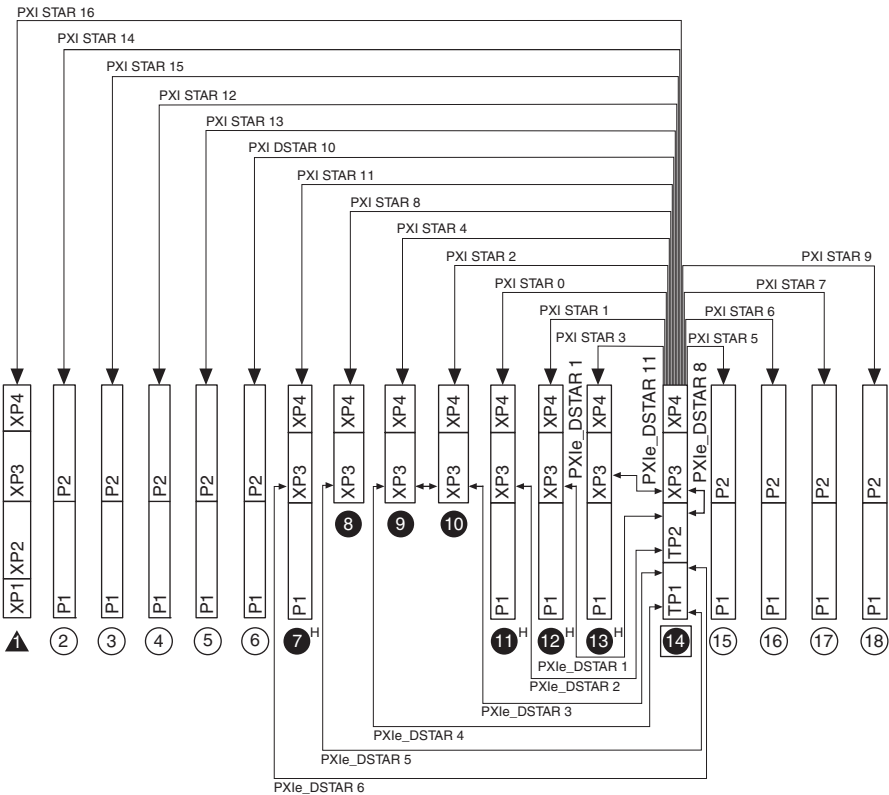 PXI STAR 16
PXI STAR 14
PXI STAR 15
PXI STAR 12
PXI STAR 13
PXI DSTAR 10
PXI STAR 11
PXI STAR 8
PXI STAR 4
PXI STAR 2
PXI STAR 9
PXI STAR 0
PXI STAR 7
PXI STAR 1
PXI STAR 6
PXI STAR 3
PXI STAR 5
PXIe_DSTAR 1
PXIe_DSTAR 11
PXIe_DSTAR 8
XP4 XP4 XP4 XP4 XP4 XP4 XP4 XP4 XP4
XP3 P2 P2 P2 P2 P2 XP3 XP3 XP3 XP3 XP3 XP3 XP3 XP3 P2 P2 P2 P2
8 9 10
XP2 TP2
XP1 P1 P1 P1 P1 P1 P1 P1 P1 P1 TP1 P1 P1 P1 P1
1 2 3 4 5 6 7 H 11 H 12 H 13 H 14 15 16 17 18
PXIe_DSTAR 1
PXIe_DSTAR 2
PXIe_DSTAR 3
PXIe_DSTAR 4
PXIe_DSTAR 5
PXIe_DSTAR 6